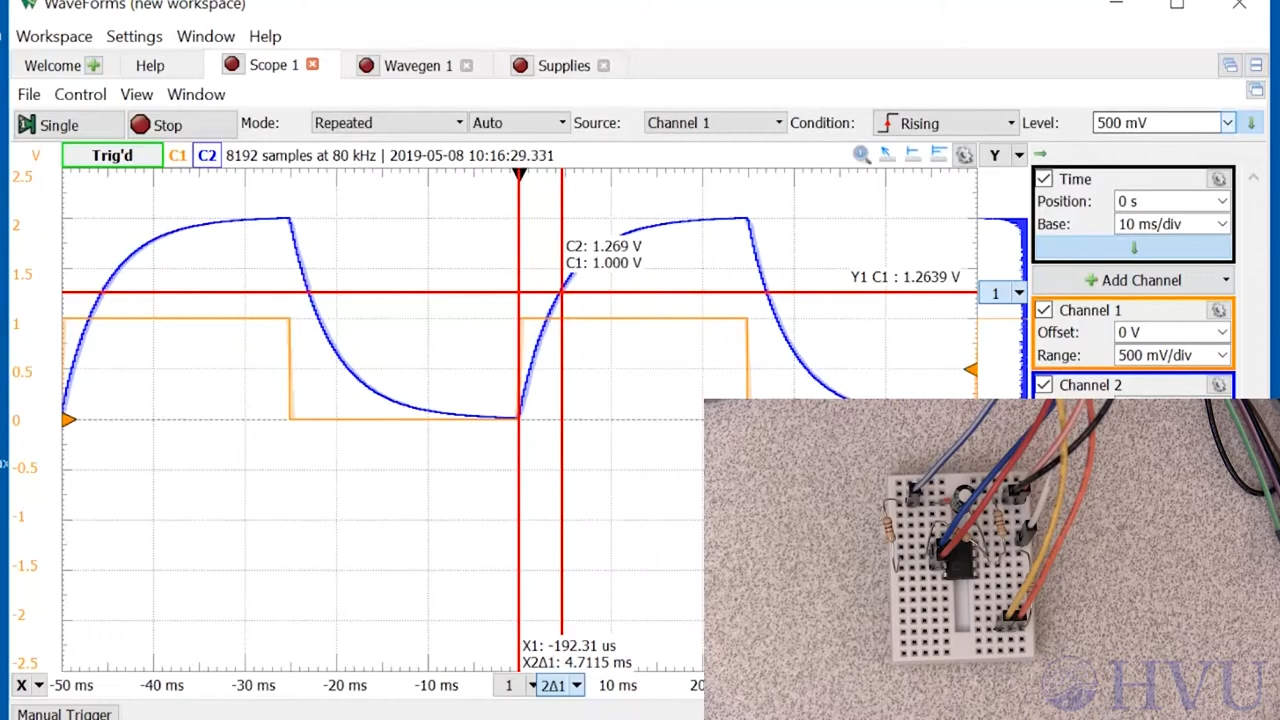 WaveForms (new workspace)
Workspace Settings Window Help
Welcome Help Scope 1 Wavegen 1 Supplies
File Control View Window
Single Stop Mode: Repeated Auto Source: Channel 1 Condition: Rising Level: 500 mV
V Trig'd C1 C2 8192 samples at 80 kHz | 2019-05-08 10:16:29.331 Y
2.5
2
1.5
1
0.5
0
-0.5
-1
-1.5
-2
-2.5
C2: 1.269 V
C1: 1.000 V
Y1 C1 : 1.2639 V
1
X1: -192.31 us
X2Δ1: 4.7115 ms
X -50 ms -40 ms -30 ms -20 ms -10 ms 1 2Δ1 10 ms
Manual Trigger
Time
Position: 0 s
Base: 10 ms/div
Add Channel
Channel 1
Offset: 0 V
Range: 500 mV/div
Channel 2
HVU